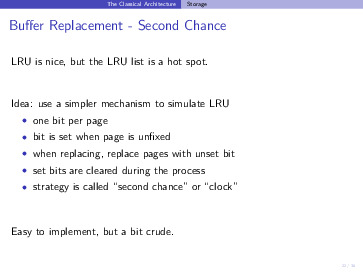 The Classical Architecture Storage
Buffer Replacement - Second Chance
LRU is nice, but the LRU list is a hot spot.
Idea: use a simpler mechanism to simulate LRU
• one bit per page
• bit is set when page is unfixed
• when replacing, replace pages with unset bit
• set bits are cleared during the process
• strategy is called “second chance” or “clock”
Easy to implement, but a bit crude.